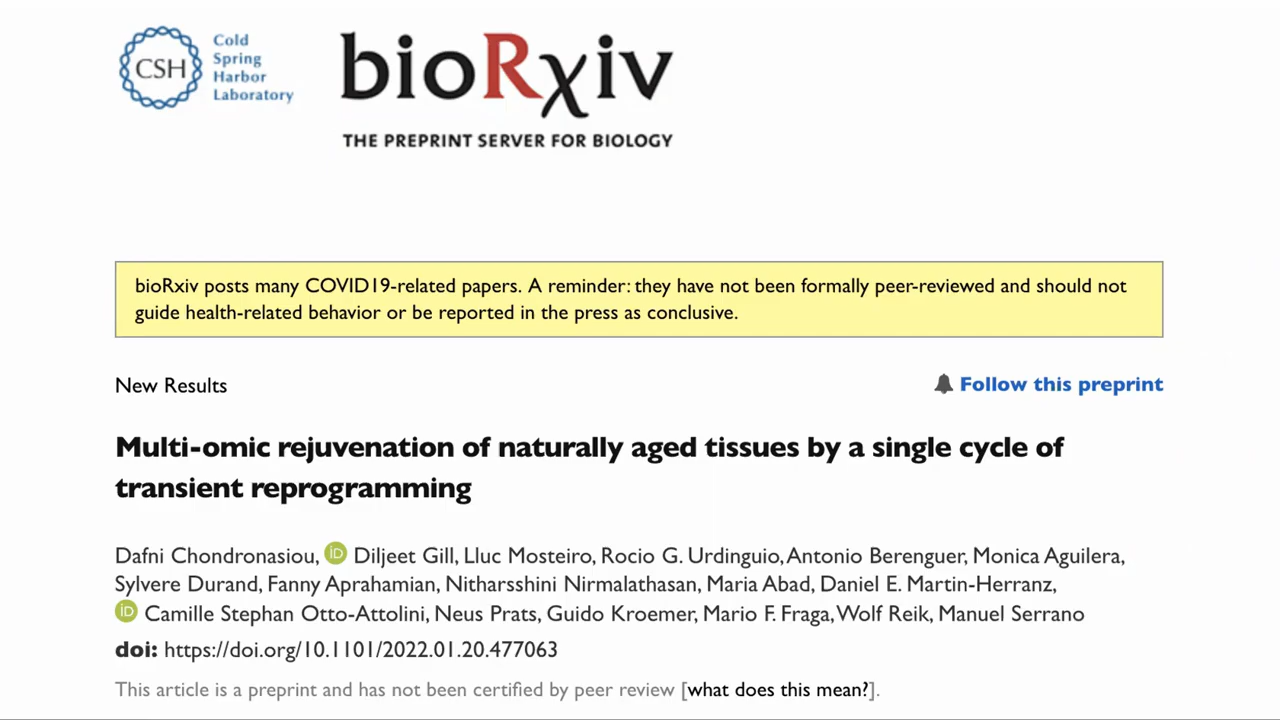 CSH
Cold
Spring
Harbor
Laboratory
bioRxiv
THE PREPRINT SERVER FOR BIOLOGY
bioRxiv posts many COVID19-related papers. A reminder: they have not been formally peer-reviewed and should not
guide health-related behavior or be reported in the press as conclusive.
New Results
Follow this preprint
Multi-omic rejuvenation of naturally aged tissues by a single cycle of
transient reprogramming
Dafni Chondronasiou, iD Diljeet Gill, Lluc Mosteiro, Rocio G. Urdinguio, Antonio Berenguer, Monica Aguilera,
Sylvere Durand, Fanny Aprahamian, Nitharsshini Nirmalathasan, Maria Abad, Daniel E. Martin-Herranz,
iD Camille Stephan Otto-Attolini, Neus Prats, Guido Kroemer, Mario F. Fraga, Wolf Reik, Manuel Serrano
doi: https://doi.org/10.1101/2022.01.20.477063
This article is a preprint and has not been certified by peer review [what does this mean?].